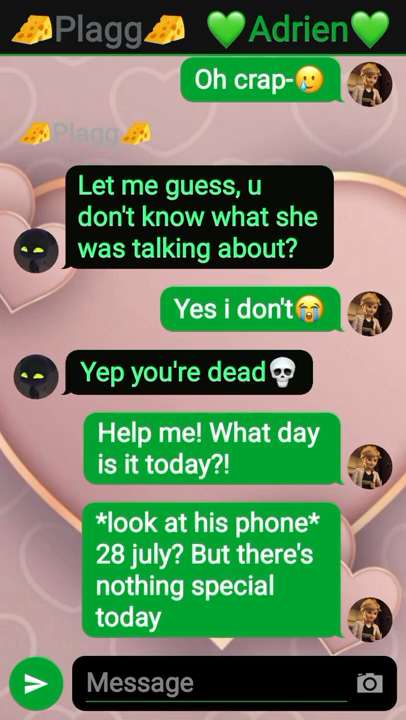 🧀Plagg🧀 💚Adrien💚
Oh crap-🥲
🧀Plagg🧀
Let me guess, u
don't know what she
was talking about?
Yes i don't😭
Yep you're dead💀
Help me! What day
is it today?!
*look at his phone*
28 july? But there's
nothing special
today
Message